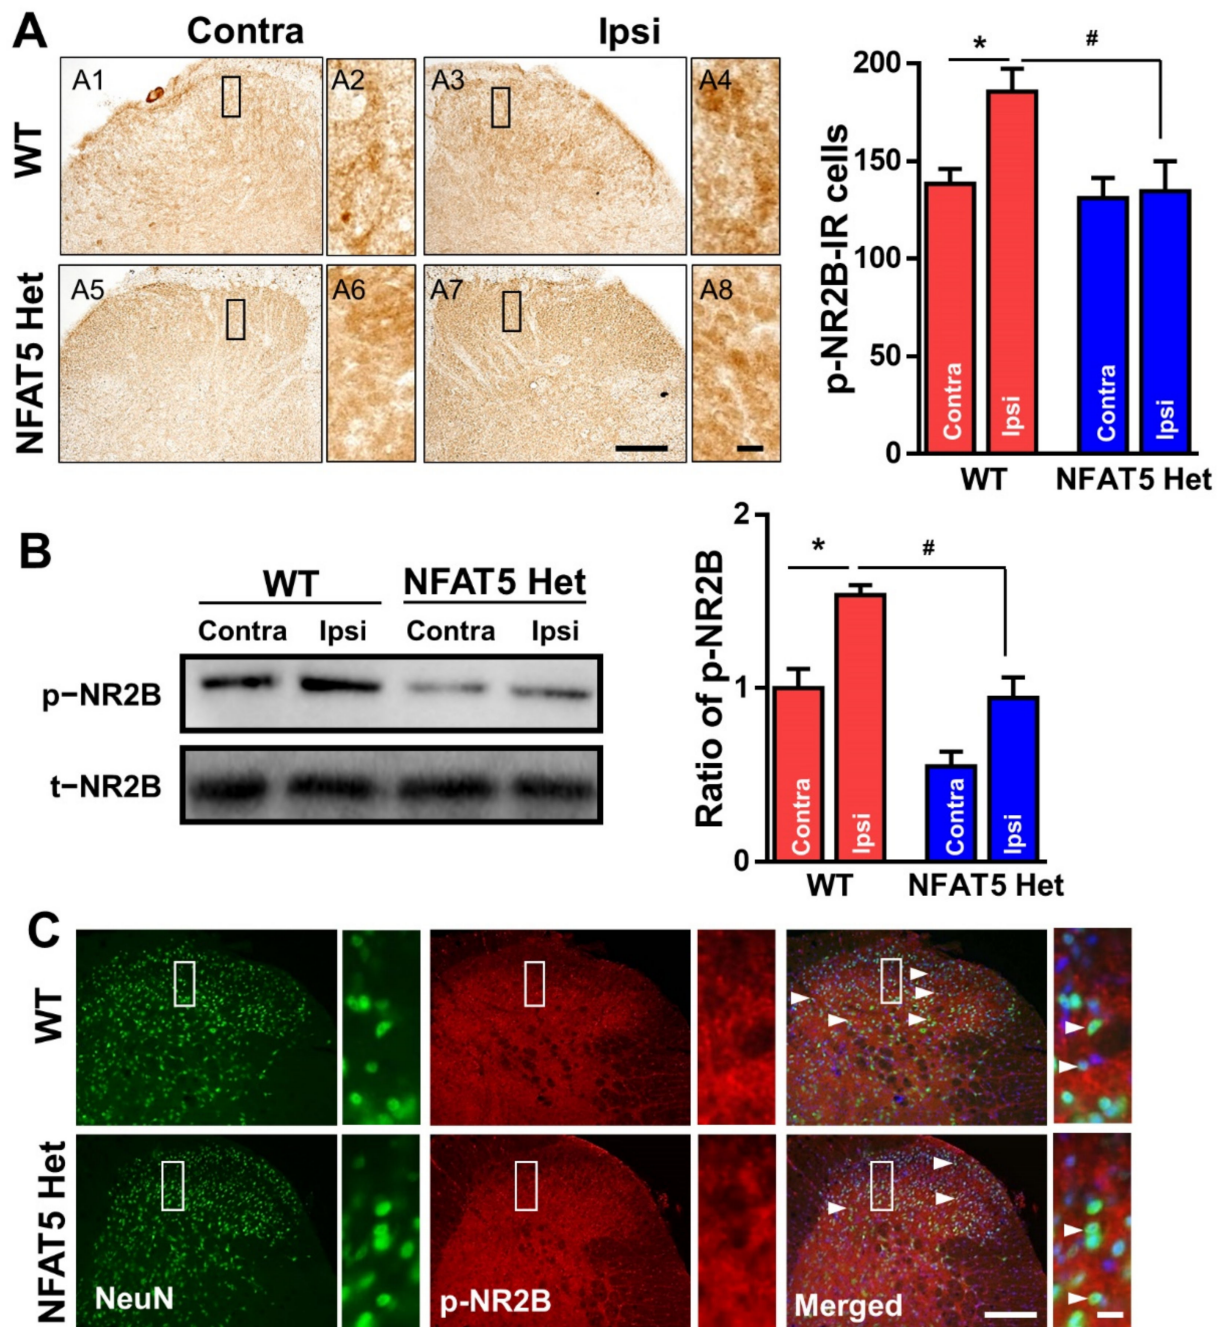 A
Contra
Ipsi
WT
NFAT5 Het
A1
A2
A3
A4
A5
A6
A7
A8
p-NR2B-IR cells
200
150
100
50
0
*
#
Contra
Ipsi
Contra
Ipsi
WT
NFAT5 Het
B
WT
NFAT5 Het
Contra
Ipsi
Contra
Ipsi
p−NR2B
t−NR2B
Ratio of p-NR2B
2
1
0
*
#
Contra
Ipsi
Contra
Ipsi
WT
NFAT5 Het
C
WT
NFAT5 Het
NeuN
p-NR2B
Merged